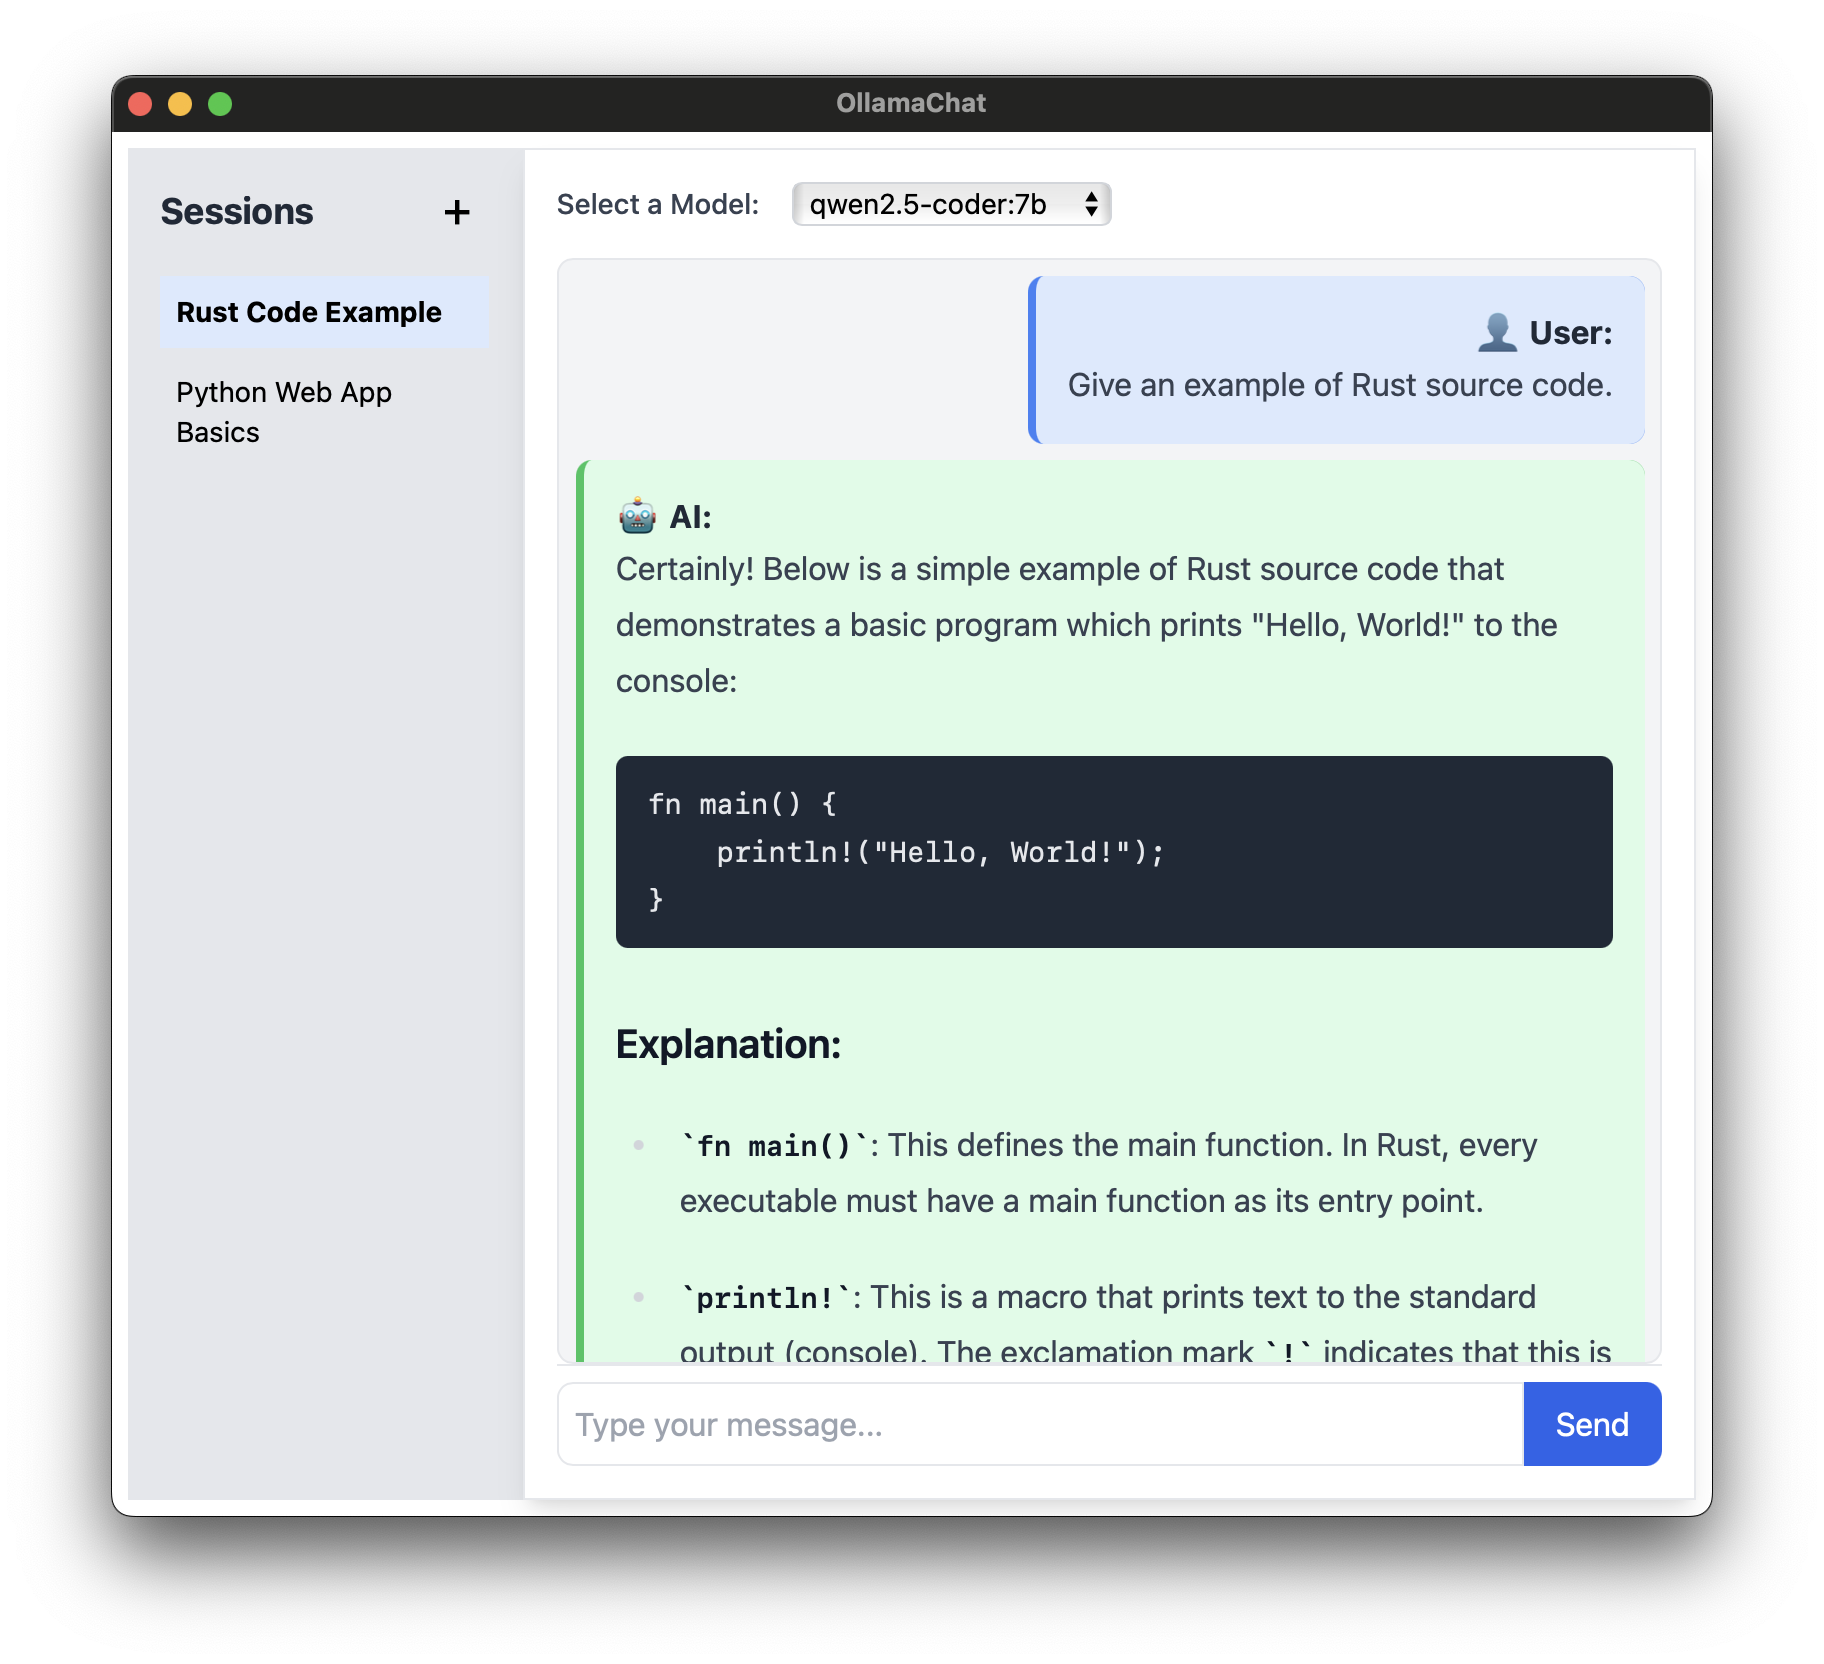 OllamaChat
Sessions +
Rust Code Example
Python Web App
Basics
Select a Model: qwen2.5-coder:7b
👤 User:
Give an example of Rust source code.
🤖 AI:
Certainly! Below is a simple example of Rust source code that
demonstrates a basic program which prints "Hello, World!" to the
console:
fn main() {
    println!("Hello, World!");
}
Explanation:
• `fn main()`: This defines the main function. In Rust, every
executable must have a main function as its entry point.
• `println!`: This is a macro that prints text to the standard
output (console). The exclamation mark `!` indicates that this is
Type your message...
Send